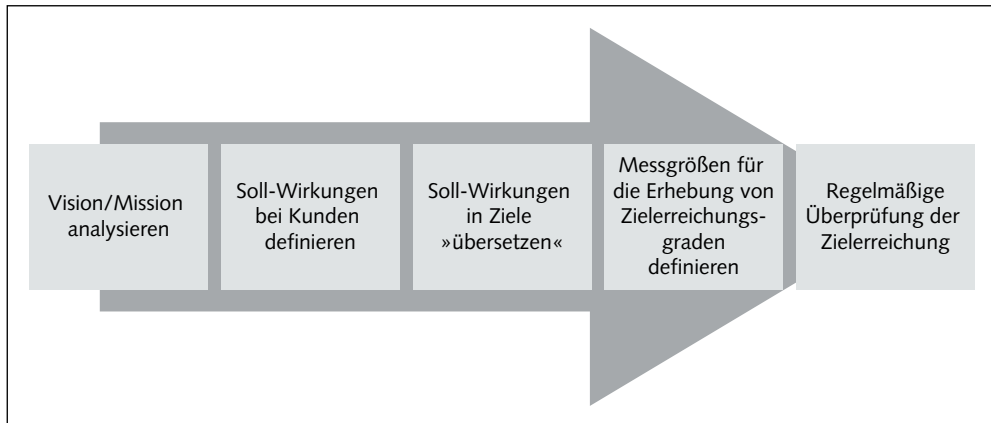 Vision/Mission
analysieren
Soll-Wirkungen
bei Kunden
definieren
Soll-Wirkungen
in Ziele
»übersetzen«
Messgrößen für
die Erhebung von
Zielerreichungs-
graden
definieren
Regelmäßige
Überprüfung der
Zielerreichung